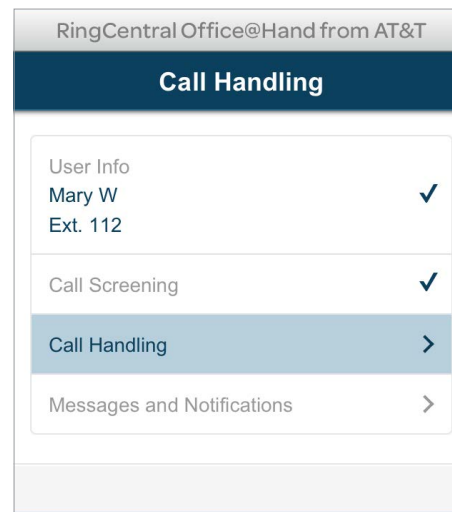 RingCentral Office@Hand from AT&T
Call Handling
User Info
Mary W
Ext. 112
Call Screening
Call Handling
Messages and Notifications